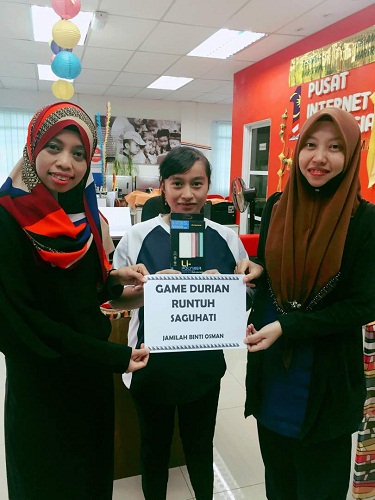 PUSAT
INTERNET
GAME DURIAN
RUNTUH
SAGUHATI
JAMILAH BINTI OSMAN